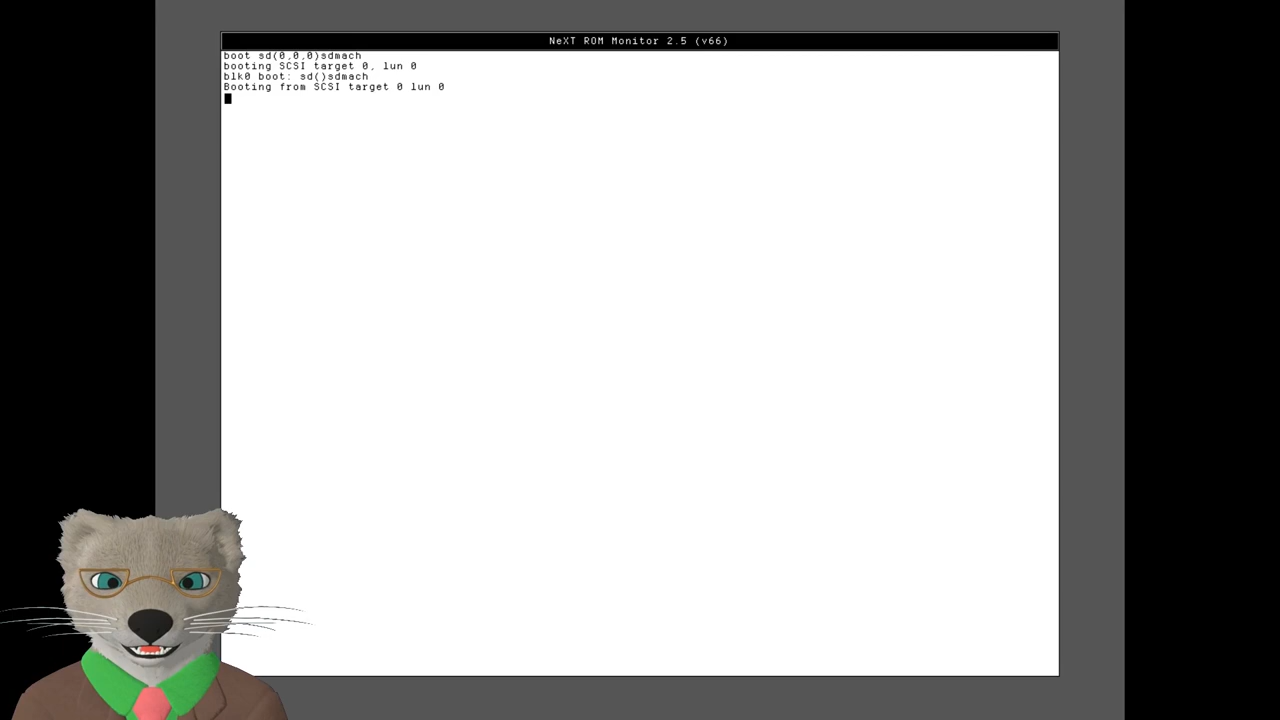 NeXT ROM Monitor 2.5 (v66)
boot sd(0,0,0)sdmach
booting SCSI target 0, lun 0
blk0 boot: sd()sdmach
Booting from SCSI target 0 lun 0